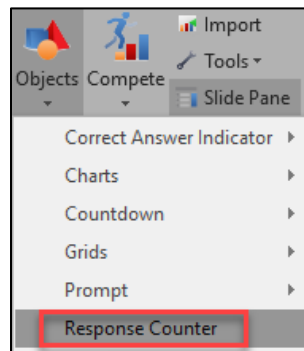 Import
Tools
Objects Compete
Slide Pane
Correct Answer Indicator
Charts
Countdown
Grids
Prompt
Response Counter